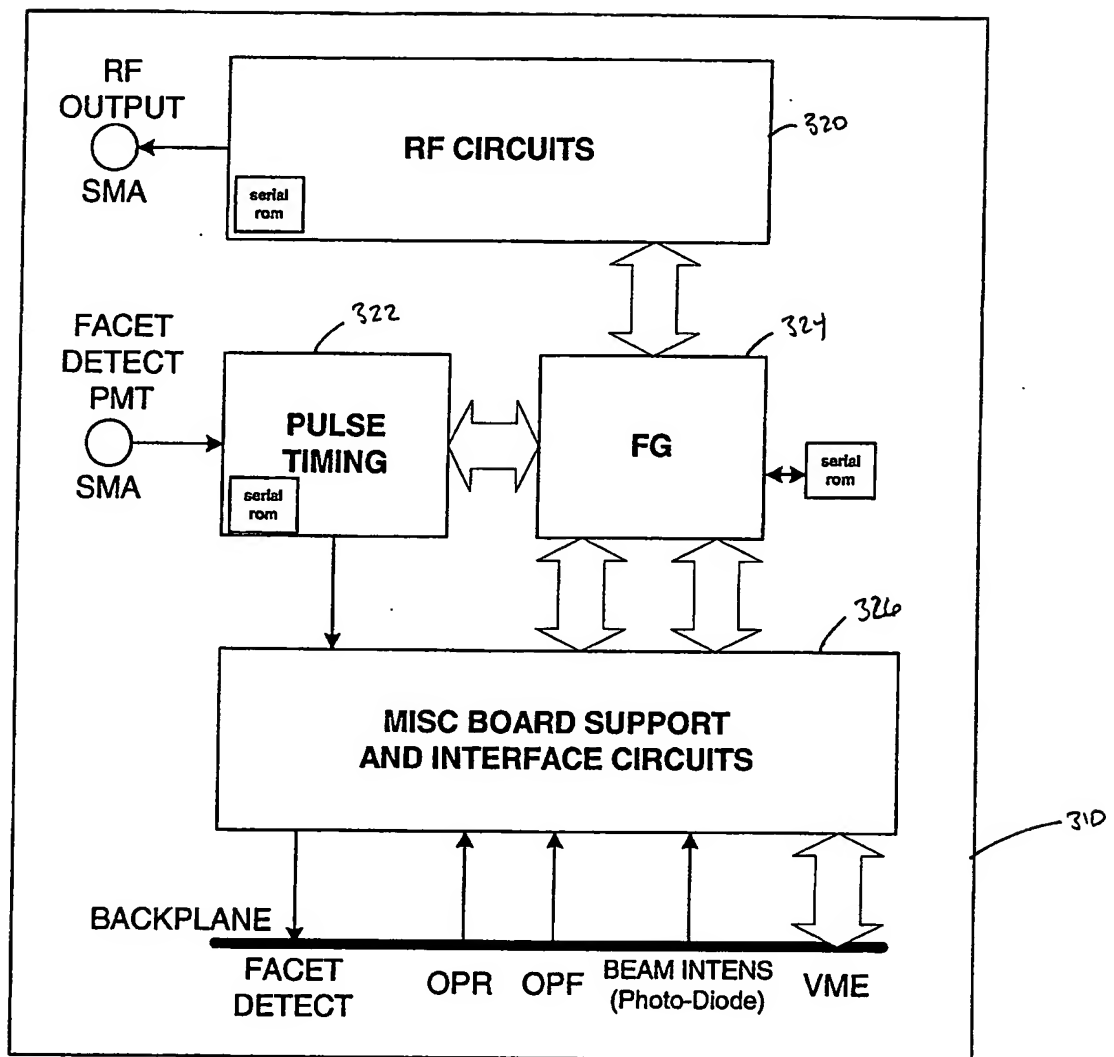 RF
OUTPUT
SMA
RF CIRCUITS
320
serial
rom
FACET
DETECT
PMT
SMA
322
PULSE
TIMING
serial
rom
324
FG
serial
rom
326
MISC BOARD SUPPORT
AND INTERFACE CIRCUITS
310
BACKPLANE
FACET
DETECT
OPR
OPF
BEAM INTENS
(Photo-Diode)
VME